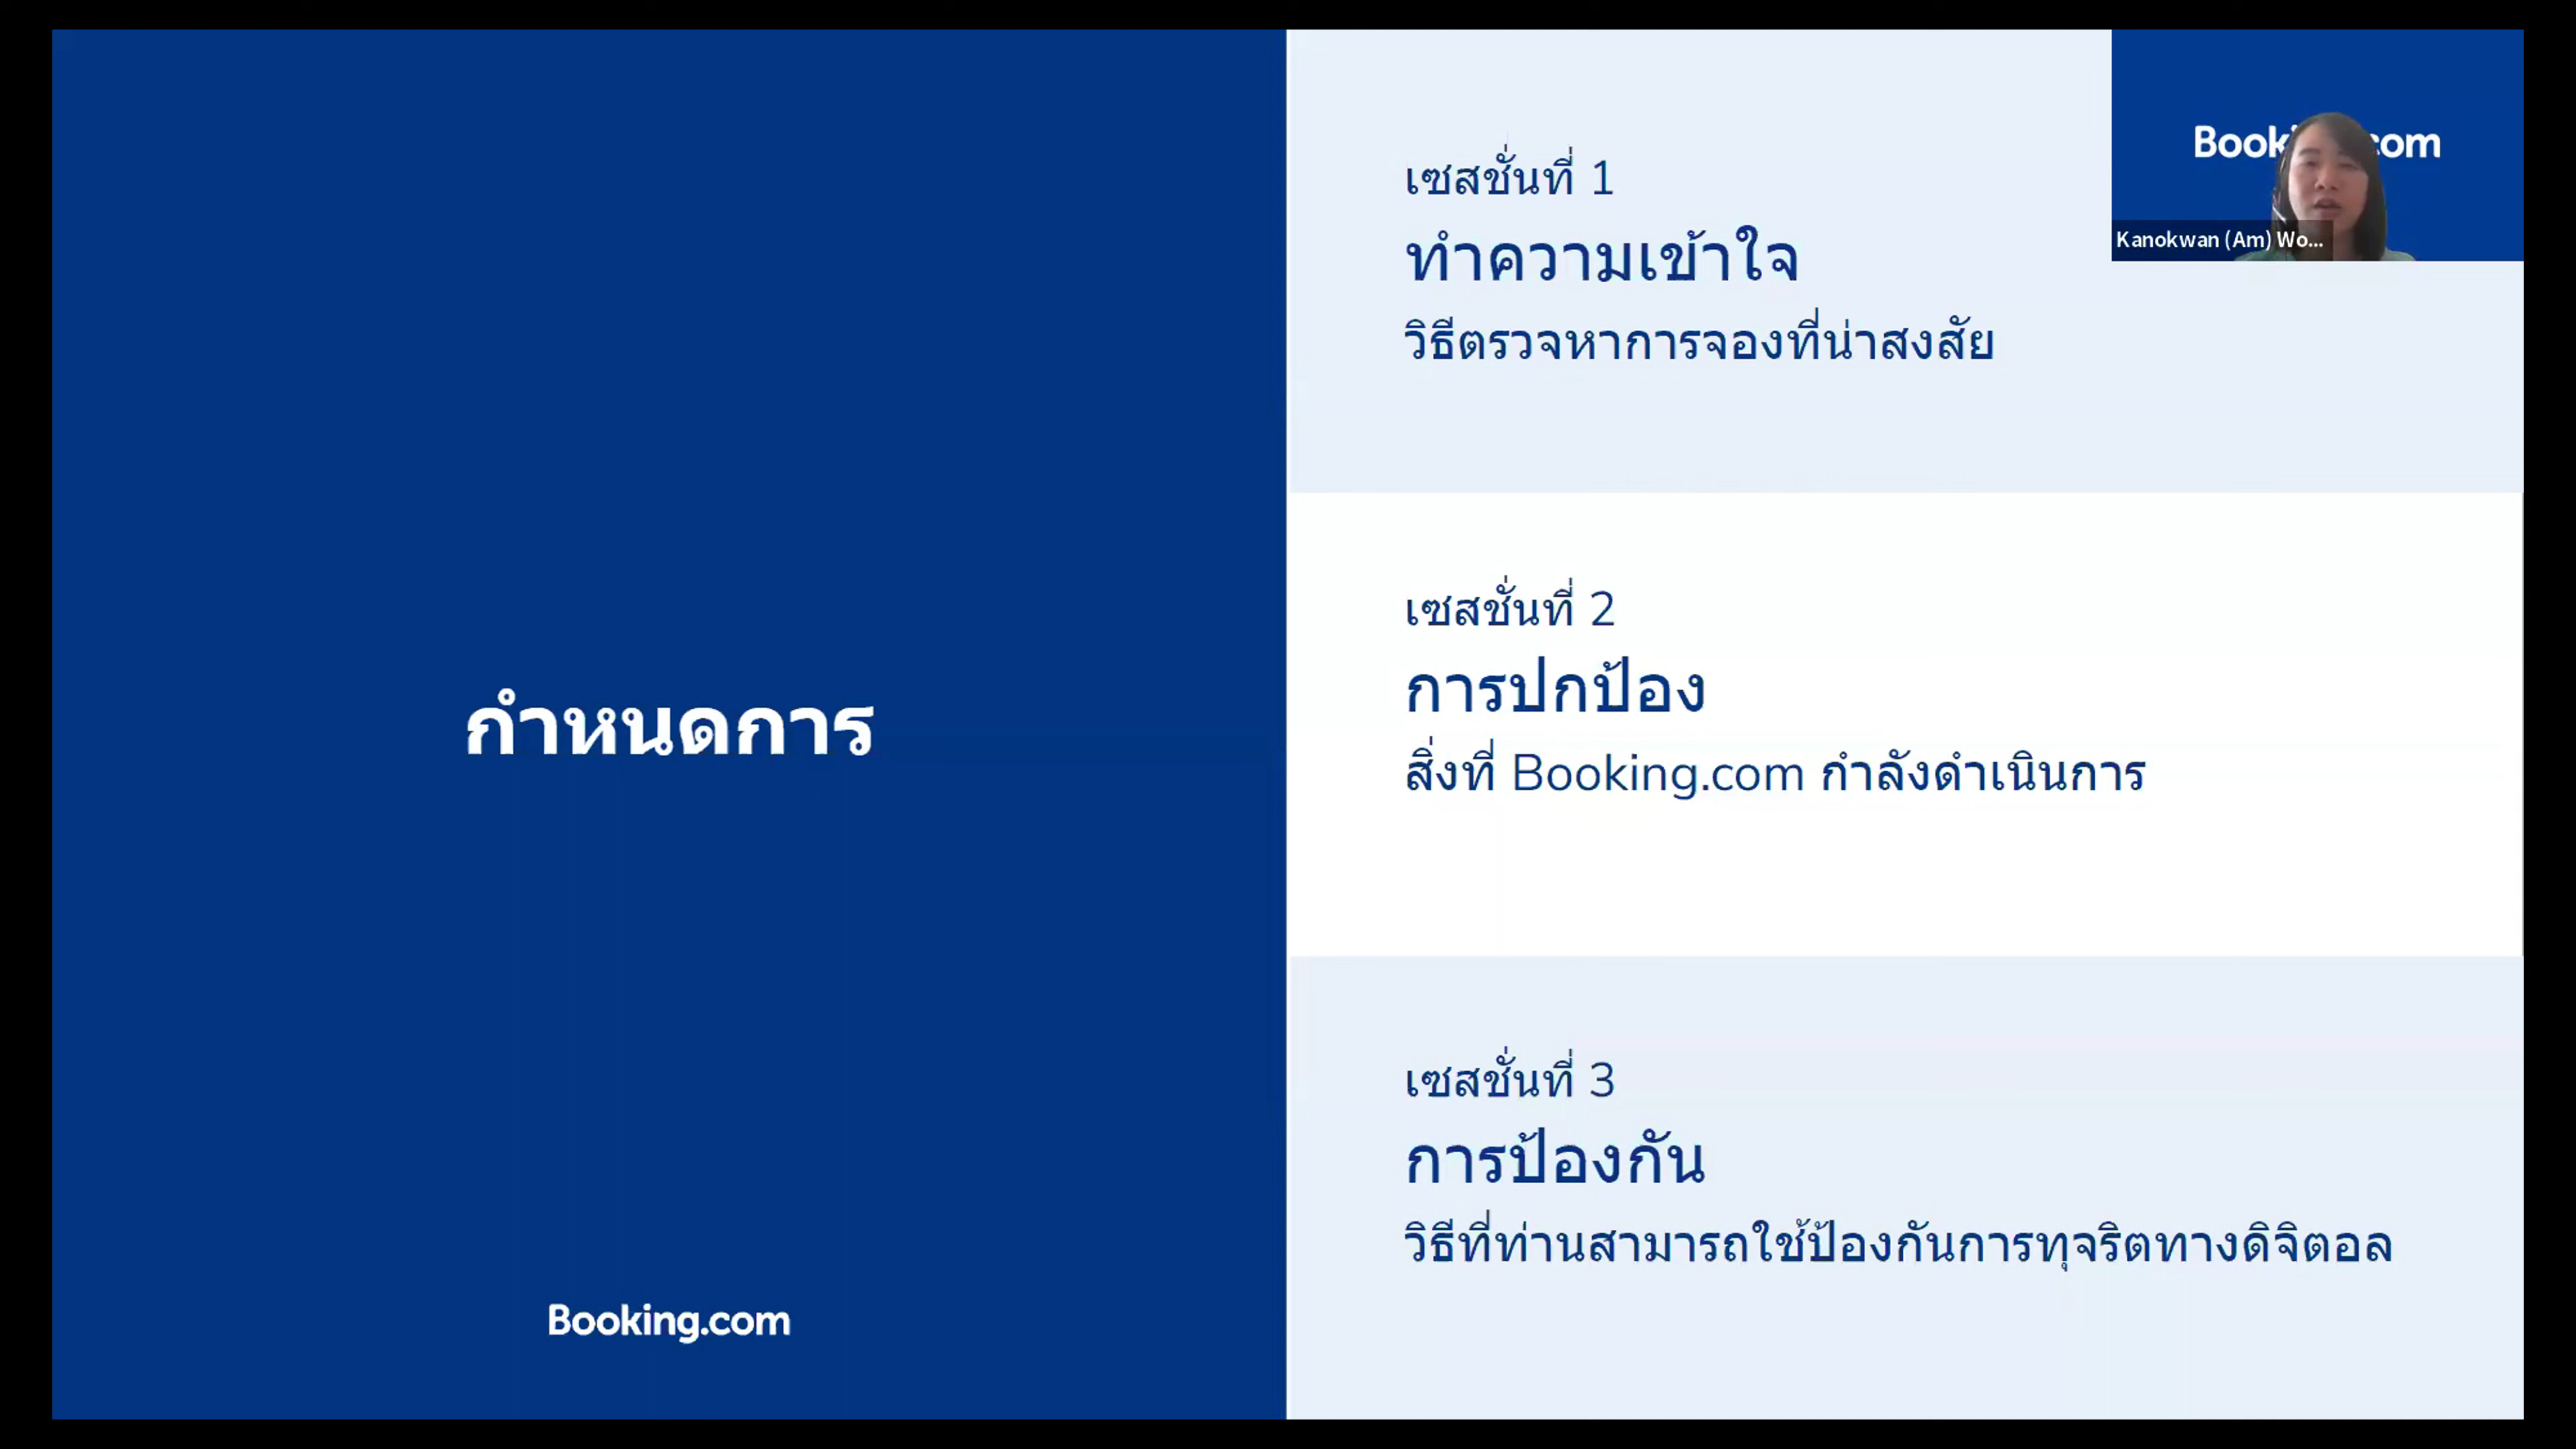 กำหนดการ
Booking.com
เซสชั่นที่ 1
ทำความเข้าใจ
วิธีตรวจหาการจองที่น่าสงสัย
เซสชั่นที่ 2
การปกป้อง
สิ่งที่ Booking.com กำลังดำเนินการ
เซสชั่นที่ 3
การป้องกัน
วิธีที่ท่านสามารถใช้ป้องกันการทุจริตทางดิจิตอล
Kanokwan (Am) Wo...